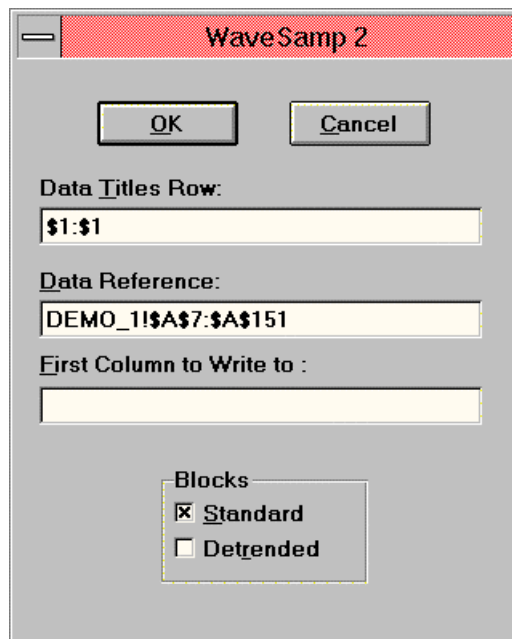 WaveSamp 2
OK Cancel
Data Titles Row:
$1:$1
Data Reference:
DEMO_1!$A$7:$A$151
First Column to Write to :
Blocks
Standard
Detrended